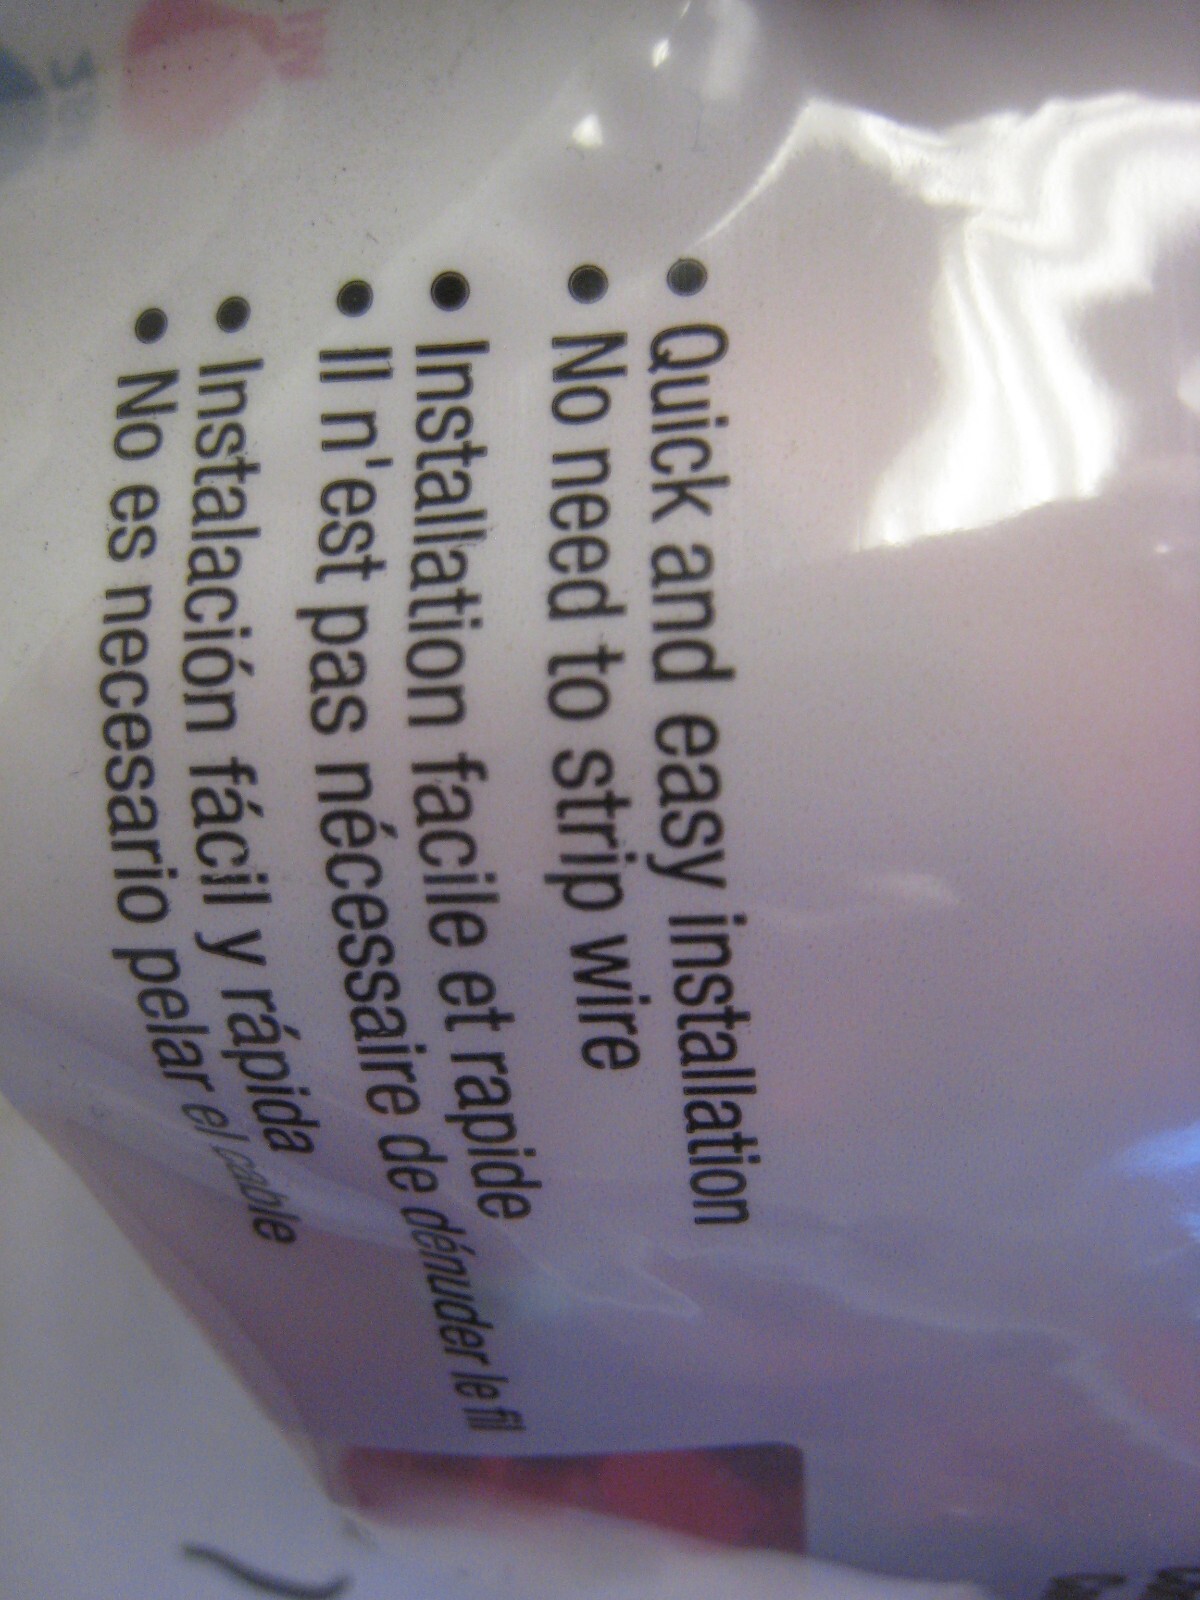 • Quick and easy installation
• No need to strip wire
• Installation facile et rapide
• Il n'est pas nécessaire de dénuder le fil
• Instalación fácil y rápida
• No es necesario pelar el cable